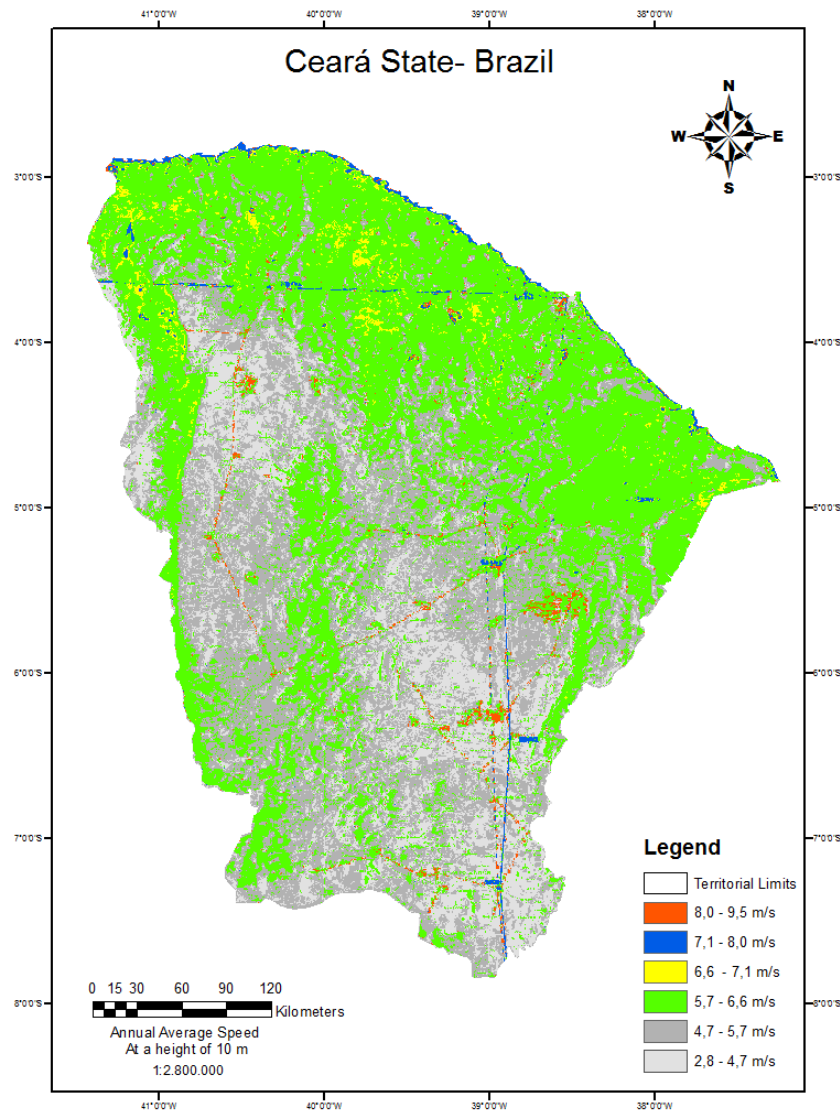 41°0'0"W 40°0'0"W 39°0'0"W 38°0'0"W
Ceará State- Brazil
N
W E
S
3°0'0"S 3°0'0"S
4°0'0"S 4°0'0"S
5°0'0"S 5°0'0"S
6°0'0"S 6°0'0"S
7°0'0"S 7°0'0"S
8°0'0"S 8°0'0"S
Legend
Territorial Limits
8,0 - 9,5 m/s
7,1 - 8,0 m/s
6,6 - 7,1 m/s
5,7 - 6,6 m/s
4,7 - 5,7 m/s
2,8 - 4,7 m/s
0 15 30 60 90 120
Kilometers
Annual Average Speed
At a height of 10 m
1:2.800.000
41°0'0"W 40°0'0"W 39°0'0"W 38°0'0"W